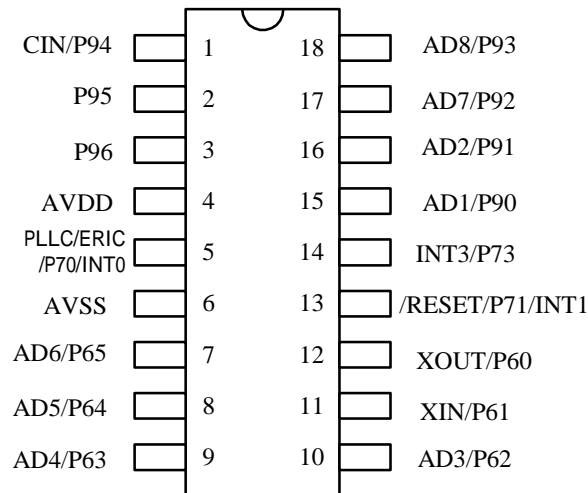 CIN/P94 1 18 AD8/P93
P95 2 17 AD7/P92
P96 3 16 AD2/P91
AVDD 4 15 AD1/P90
PLLC/ERIC
/P70/INT0 5 14 INT3/P73
AVSS 6 13 /RESET/P71/INT1
AD6/P65 7 12 XOUT/P60
AD5/P64 8 11 XIN/P61
AD4/P63 9 10 AD3/P62